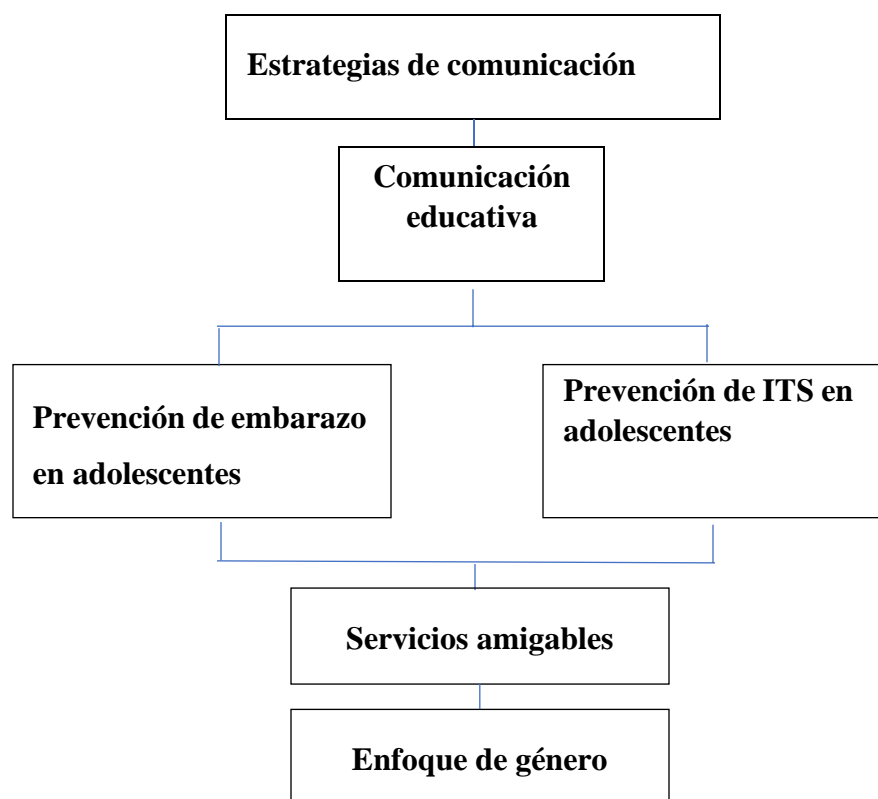 Estrategias de comunicación
Comunicación
educativa
Prevención de embarazo
en adolescentes
Prevención de ITS en
adolescentes
Servicios amigables
Enfoque de género